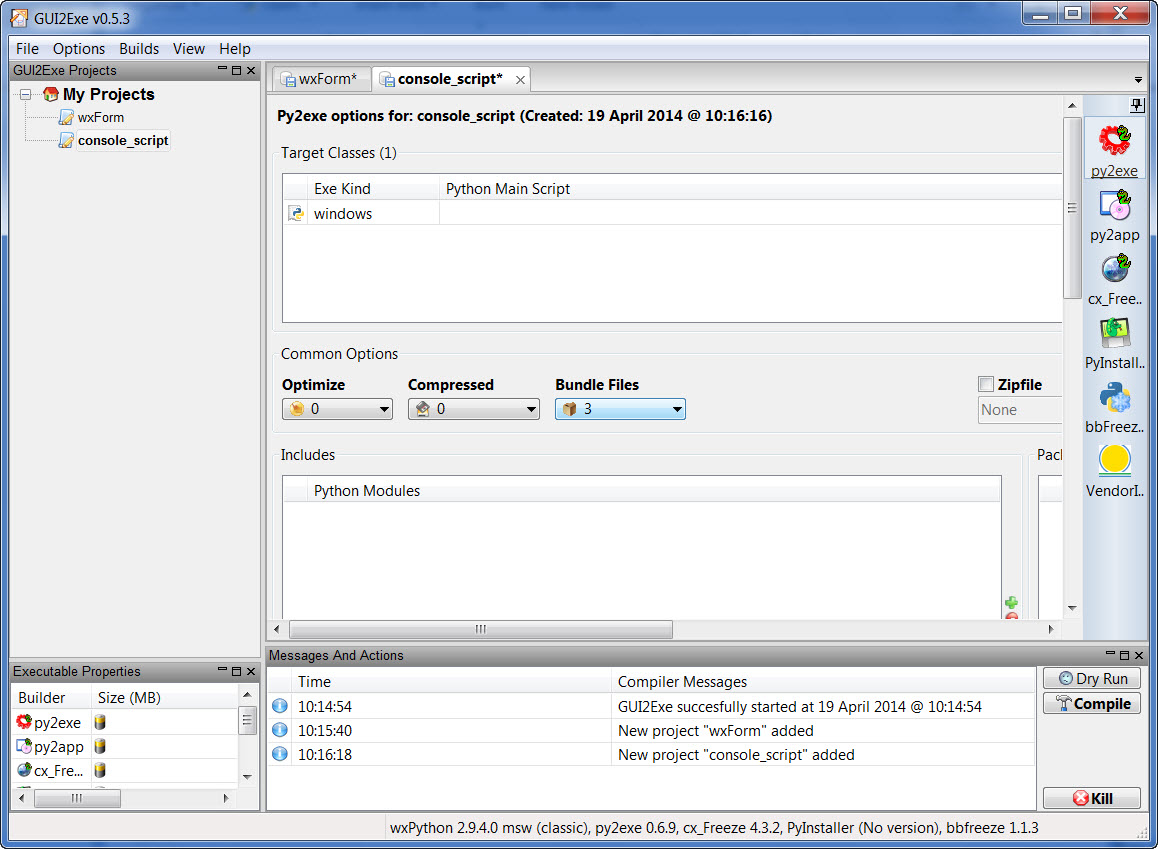 GUI2Exe v0.5.3
File Options Builds View Help
GUI2Exe Projects
My Projects
wxForm
console_script
wxForm* console_script*
Py2exe options for: console_script (Created: 19 April 2014 @ 10:16:16)
Target Classes (1)
Exe Kind Python Main Script
windows
Common Options
Optimize Compressed Bundle Files Zipfile
0 0 3 None
Includes Pack
Python Modules
py2exe
py2app
cx_Free..
PyInstall..
bbFreez..
VendorI..
Executable Properties
Builder Size (MB)
py2exe
py2app
cx_Fre...
Messages And Actions
Time Compiler Messages
10:14:54 GUI2Exe succesfully started at 19 April 2014 @ 10:14:54
10:15:40 New project "wxForm" added
10:16:18 New project "console_script" added
Dry Run
Compile
Kill
wxPython 2.9.4.0 msw (classic), py2exe 0.6.9, cx_Freeze 4.3.2, PyInstaller (No version), bbfreeze 1.1.3